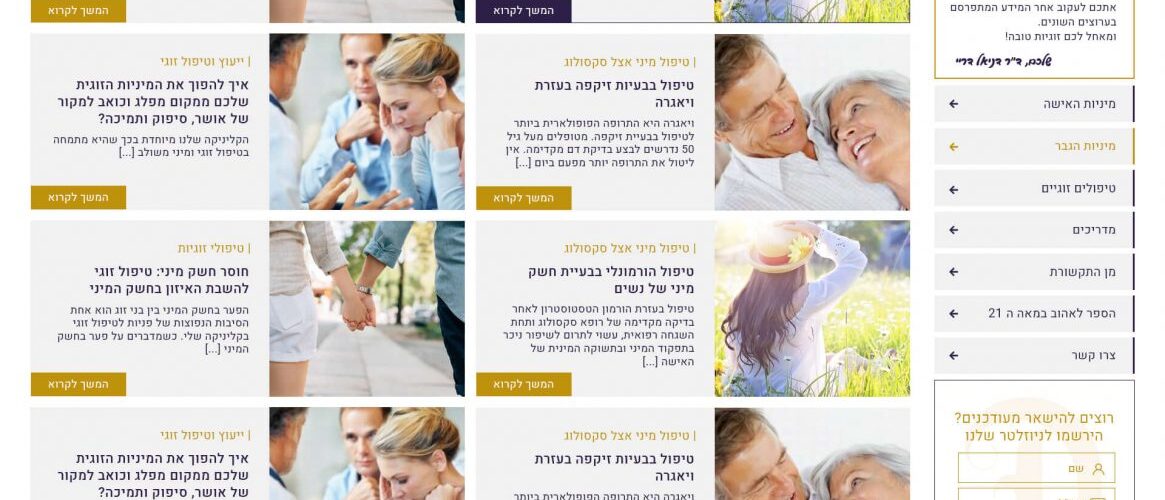 המשך לקרוא
המשך לקרוא
אתכם לעקוב אחר המידע המתפרסם
בערוצים השונים.
ומאחל לכם זוגיות טובה!
שלכם, ד"ר דניאל דריי
מיניות האישה
מיניות הגבר
טיפולים זוגיים
מדריכים
מן התקשורת
הספר לאהוב במאה ה 21
צרו קשר
רוצים להישאר מעודכנים?
הירשמו לניוזלטר שלנו
שם
| טיפול מיני אצל סקסולוג
טיפול בבעיות זיקפה בעזרת
ויאגרה
ויאגרה היא התרופה הפופולארית ביותר
לטיפול בבעיית זיקפה. מטופלים מעל גיל
50 נדרשים לבצע בדיקת דם מקדימה. אין
ליטול את התרופה יותר מפעם ביום [...]
המשך לקרוא
| ייעוץ וטיפול זוגי
איך להפוך את המיניות הזוגית
שלכם ממקום מפלג וכואב למקור
של אושר, סיפוק ותמיכה?
הקליניקה שלנו מיוחדת בכך שהיא מתמחה
בטיפול זוגי ומיני משולב [...]
המשך לקרוא
| טיפול מיני אצל סקסולוג
טיפול הורמונלי בבעיית חשק
מיני של נשים
טיפול בעזרת הורמון הטסטוסטרון לאחר
בדיקה מקדימה של רופא סקסולוג ותחת
השגחה רפואית, עשוי לתרום לשיפור ניכר
בתפקוד המיני ובתשוקה המינית של
האישה [...]
המשך לקרוא
| טיפולי זוגיות
חוסר חשק מיני: טיפול זוגי
להשבת האיזון בחשק המיני
הפער בחשק המיני בין בני זוג הוא אחת
הסיבות הנפוצות של פניות לטיפול זוגי
בקליניקה שלי. כשמדברים על פער בחשק
המיני [...]
המשך לקרוא
| טיפול מיני אצל סקסולוג
טיפול בבעיות זיקפה בעזרת
ויאגרה
ויאגרה היא התרופה הפופולארית ביותר
| ייעוץ וטיפול זוגי
איך להפוך את המיניות הזוגית
שלכם ממקום מפלג וכואב למקור
של אושר, סיפוק ותמיכה?